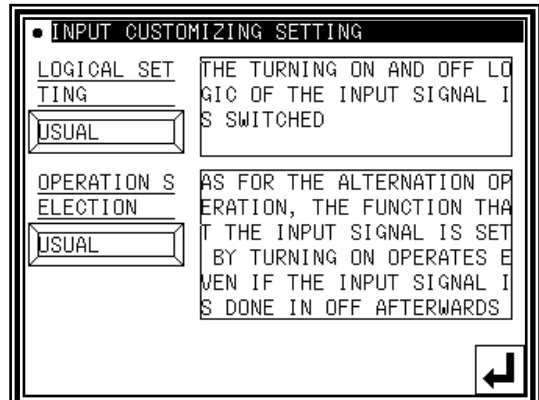 ● INPUT CUSTOMIZING SETTING
LOGICAL SET
TING
USUAL
THE TURNING ON AND OFF LO
GIC OF THE INPUT SIGNAL I
S SWITCHED
OPERATION S
ELECTION
USUAL
AS FOR THE ALTERNATION OP
ERATION, THE FUNCTION THA
T THE INPUT SIGNAL IS SET
BY TURNING ON OPERATES E
VEN IF THE INPUT SIGNAL I
S DONE IN OFF AFTERWARDS